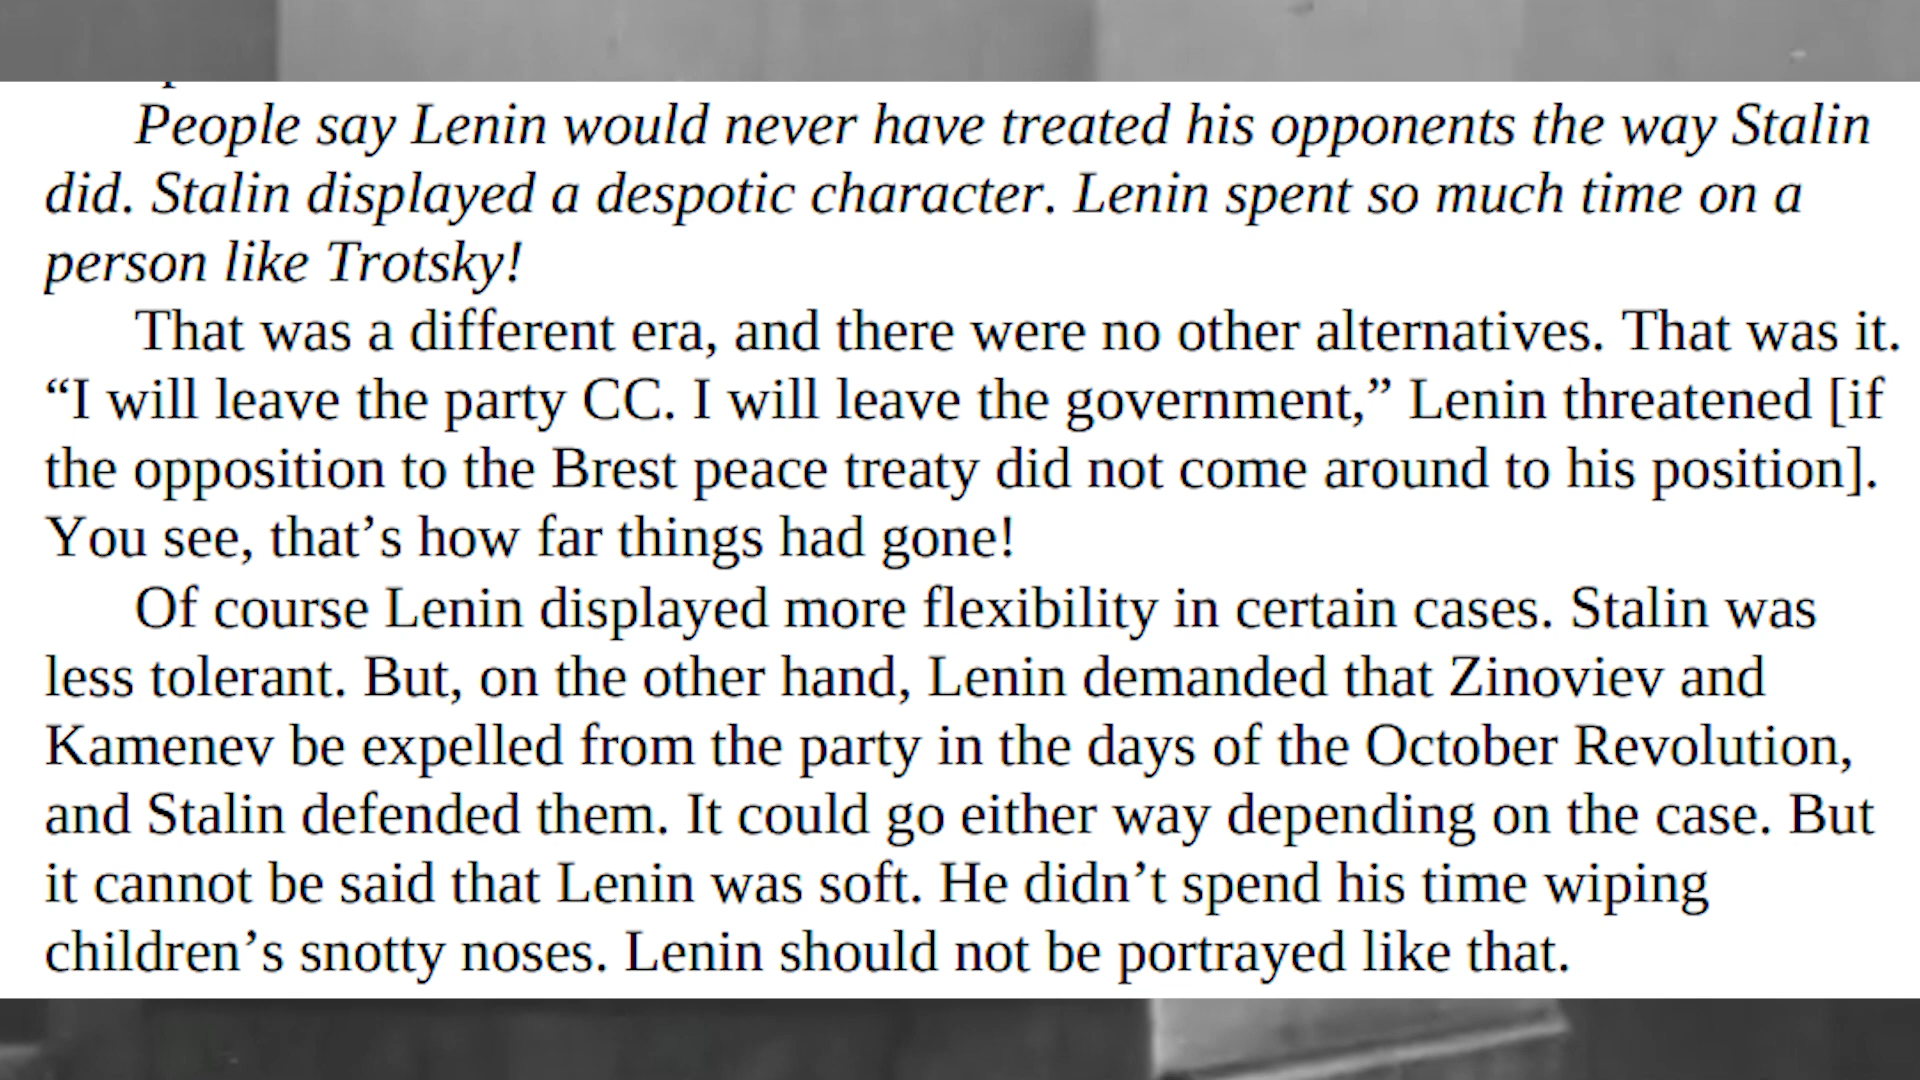 People say Lenin would never have treated his opponents the way Stalin
did. Stalin displayed a despotic character. Lenin spent so much time on a
person like Trotsky!
That was a different era, and there were no other alternatives. That was it.
“I will leave the party CC. I will leave the government,” Lenin threatened [if
the opposition to the Brest peace treaty did not come around to his position].
You see, that’s how far things had gone!
Of course Lenin displayed more flexibility in certain cases. Stalin was
less tolerant. But, on the other hand, Lenin demanded that Zinoviev and
Kamenev be expelled from the party in the days of the October Revolution,
and Stalin defended them. It could go either way depending on the case. But
it cannot be said that Lenin was soft. He didn’t spend his time wiping
children’s snotty noses. Lenin should not be portrayed like that.